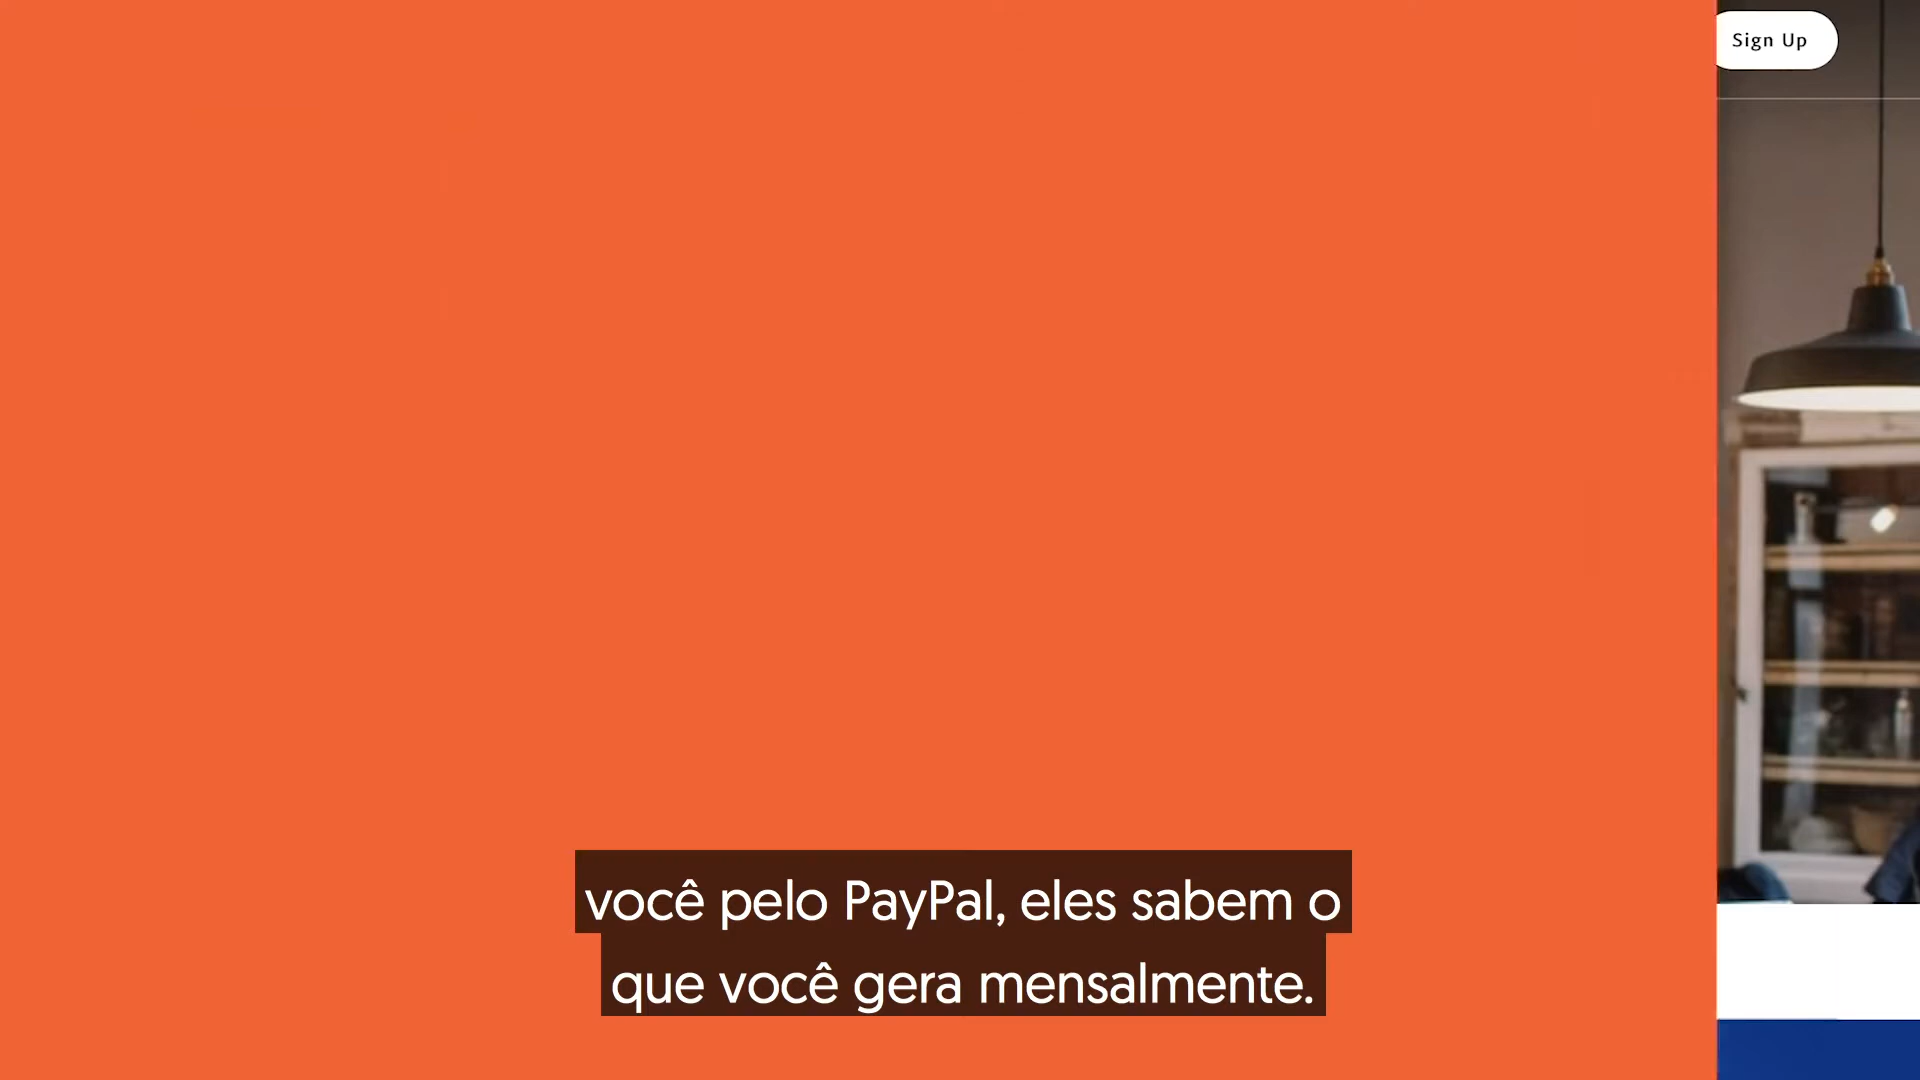 Sign Up
você pelo PayPal, eles sabem o
que você gera mensalmente.